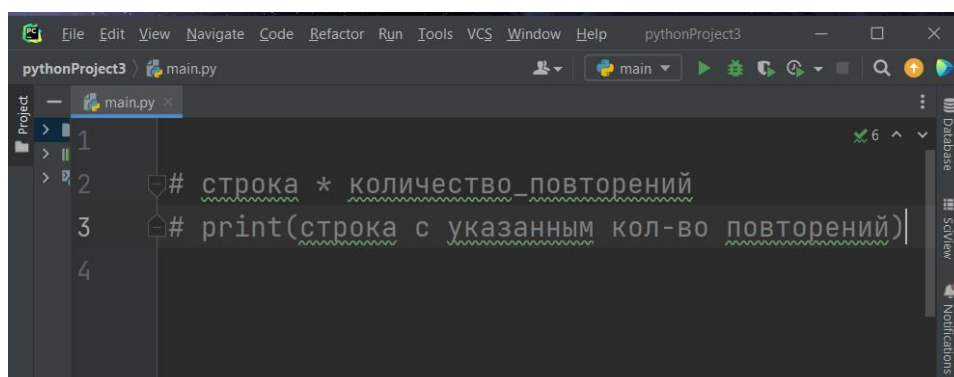 File Edit View Navigate Code Refactor Run Tools VCS Window Help pythonProject3
pythonProject3 main.py main
Project main.py
1 6
2 # строка * количество_повторений
3 # print(строка с указанным кол-во повторений)
4
Database
SciView
Notifications